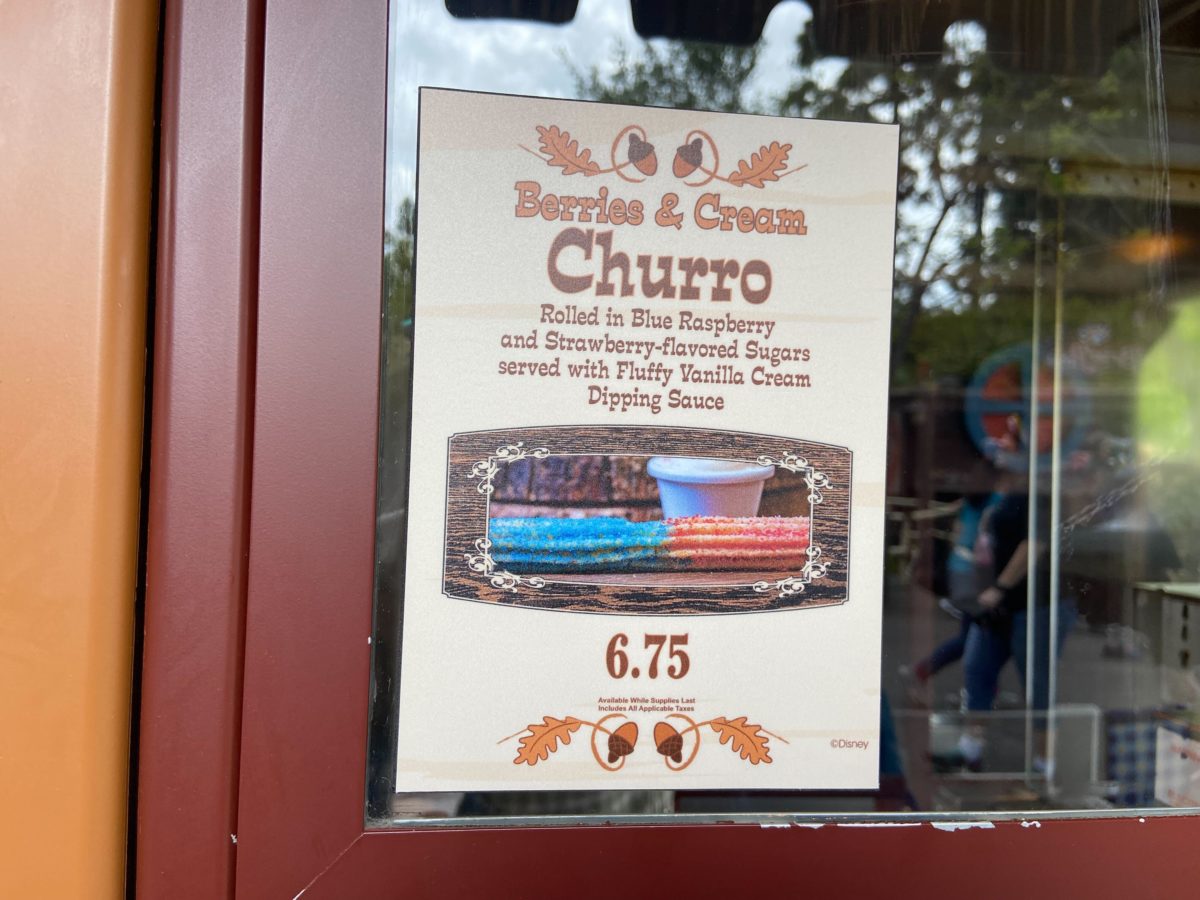 Berries & Cream
Churro
Rolled in Blue Raspberry
and Strawberry-flavored Sugars
served with Fluffy Vanilla Cream
Dipping Sauce
6.75
Available While Supplies Last
Includes All Applicable Taxes
©Disney